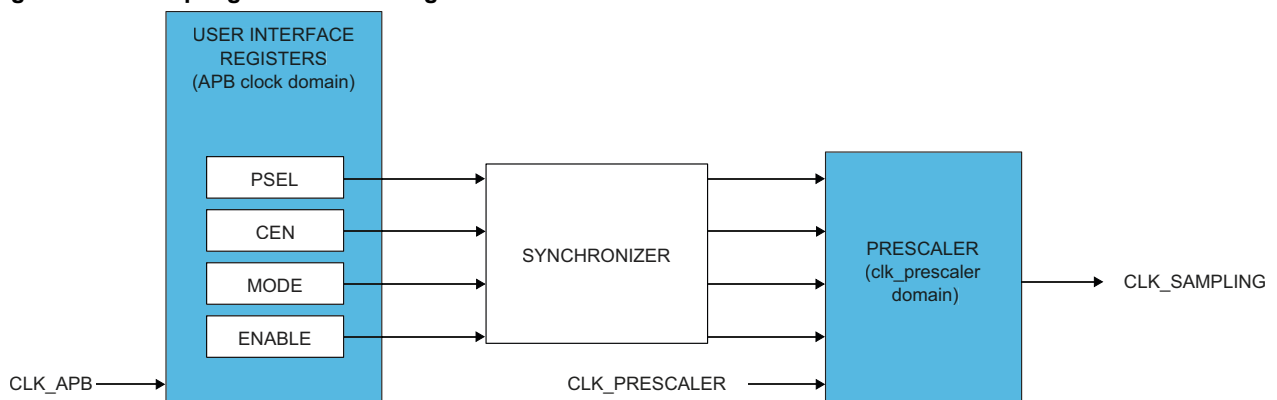 USER INTERFACE
REGISTERS
(APB clock domain)
PSEL
CEN
MODE
ENABLE
CLK_APB
SYNCHRONIZER
CLK_PRESCALER
PRESCALER
(clk_prescaler
domain)
CLK_SAMPLING